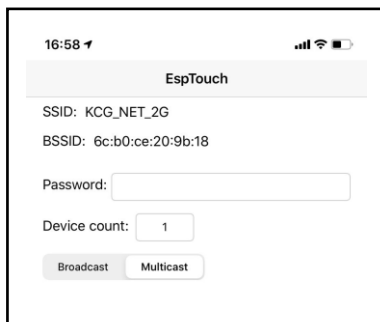 16:58
EspTouch
SSID: KCG_NET_2G
BSSID: 6c:b0:ce:20:9b:18
Password:
Device count: 1
Broadcast Multicast